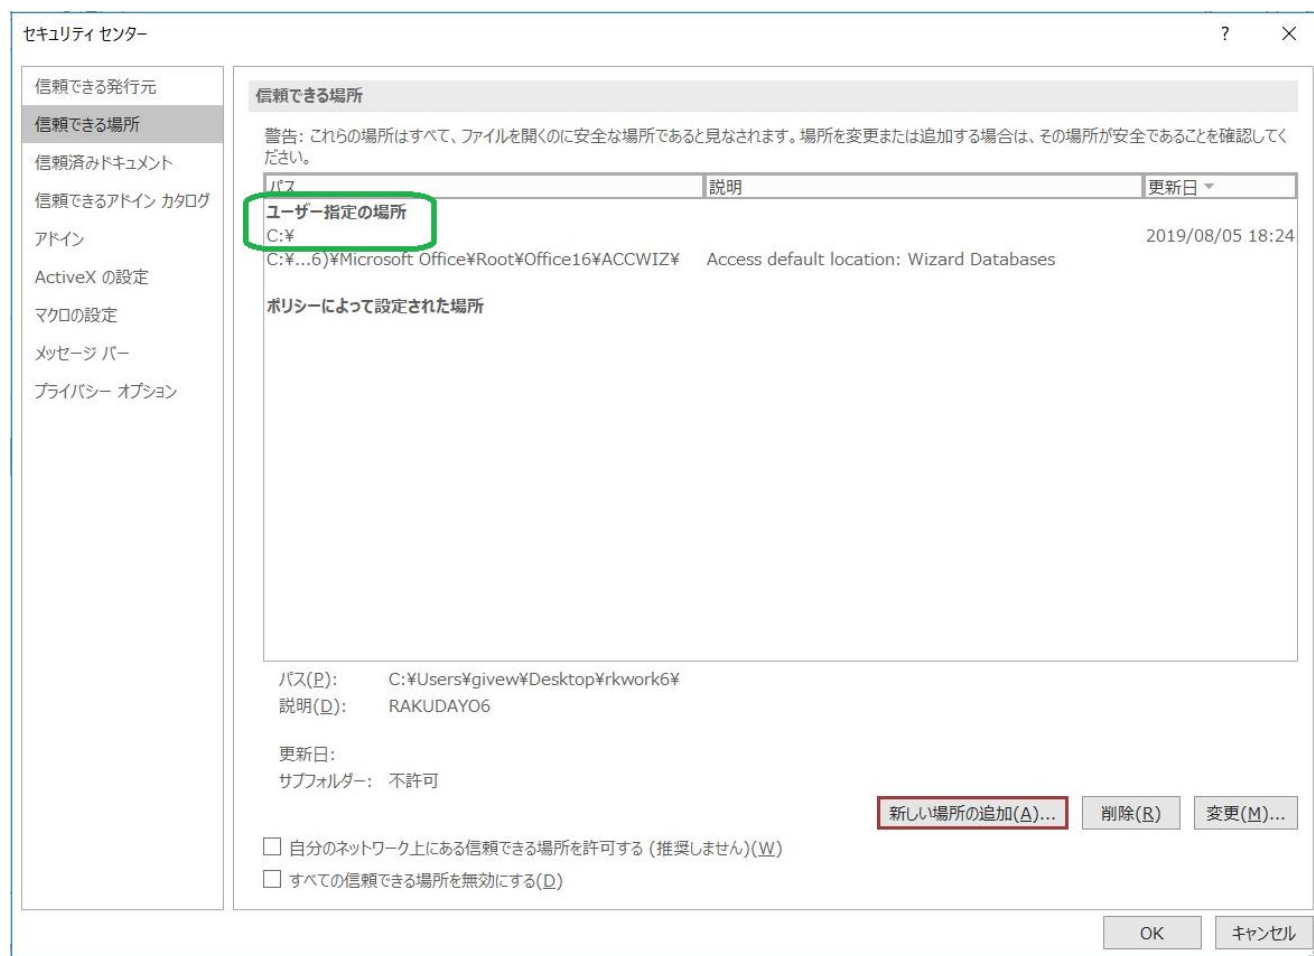 セキュリティ センター
?
信頼できる発行元
信頼できる場所
信頼済みドキュメント
信頼できるアドイン カタログ
アドイン
ActiveX の設定
マクロの設定
メッセージ バー
プライバシー オプション
信頼できる場所
警告: これらの場所はすべて、ファイルを開くのに安全な場所であると見なされます。場所を変更または追加する場合は、その場所が安全であることを確認してく
ださい。
パス 説明 更新日
ユーザー指定の場所
C:¥ 2019/08/05 18:24
C:¥...6)¥Microsoft Office¥Root¥Office16¥ACCWIZ¥ Access default location: Wizard Databases
ポリシーによって設定された場所
パス(P): C:¥Users¥givew¥Desktop¥rkwork6¥
説明(D): RAKUDAYO6
更新日:
サブフォルダー: 不許可
新しい場所の追加(A)... 削除(R) 変更(M)...
自分のネットワーク上にある信頼できる場所を許可する (推奨しません)(W)
すべての信頼できる場所を無効にする(D)
OK キャンセル